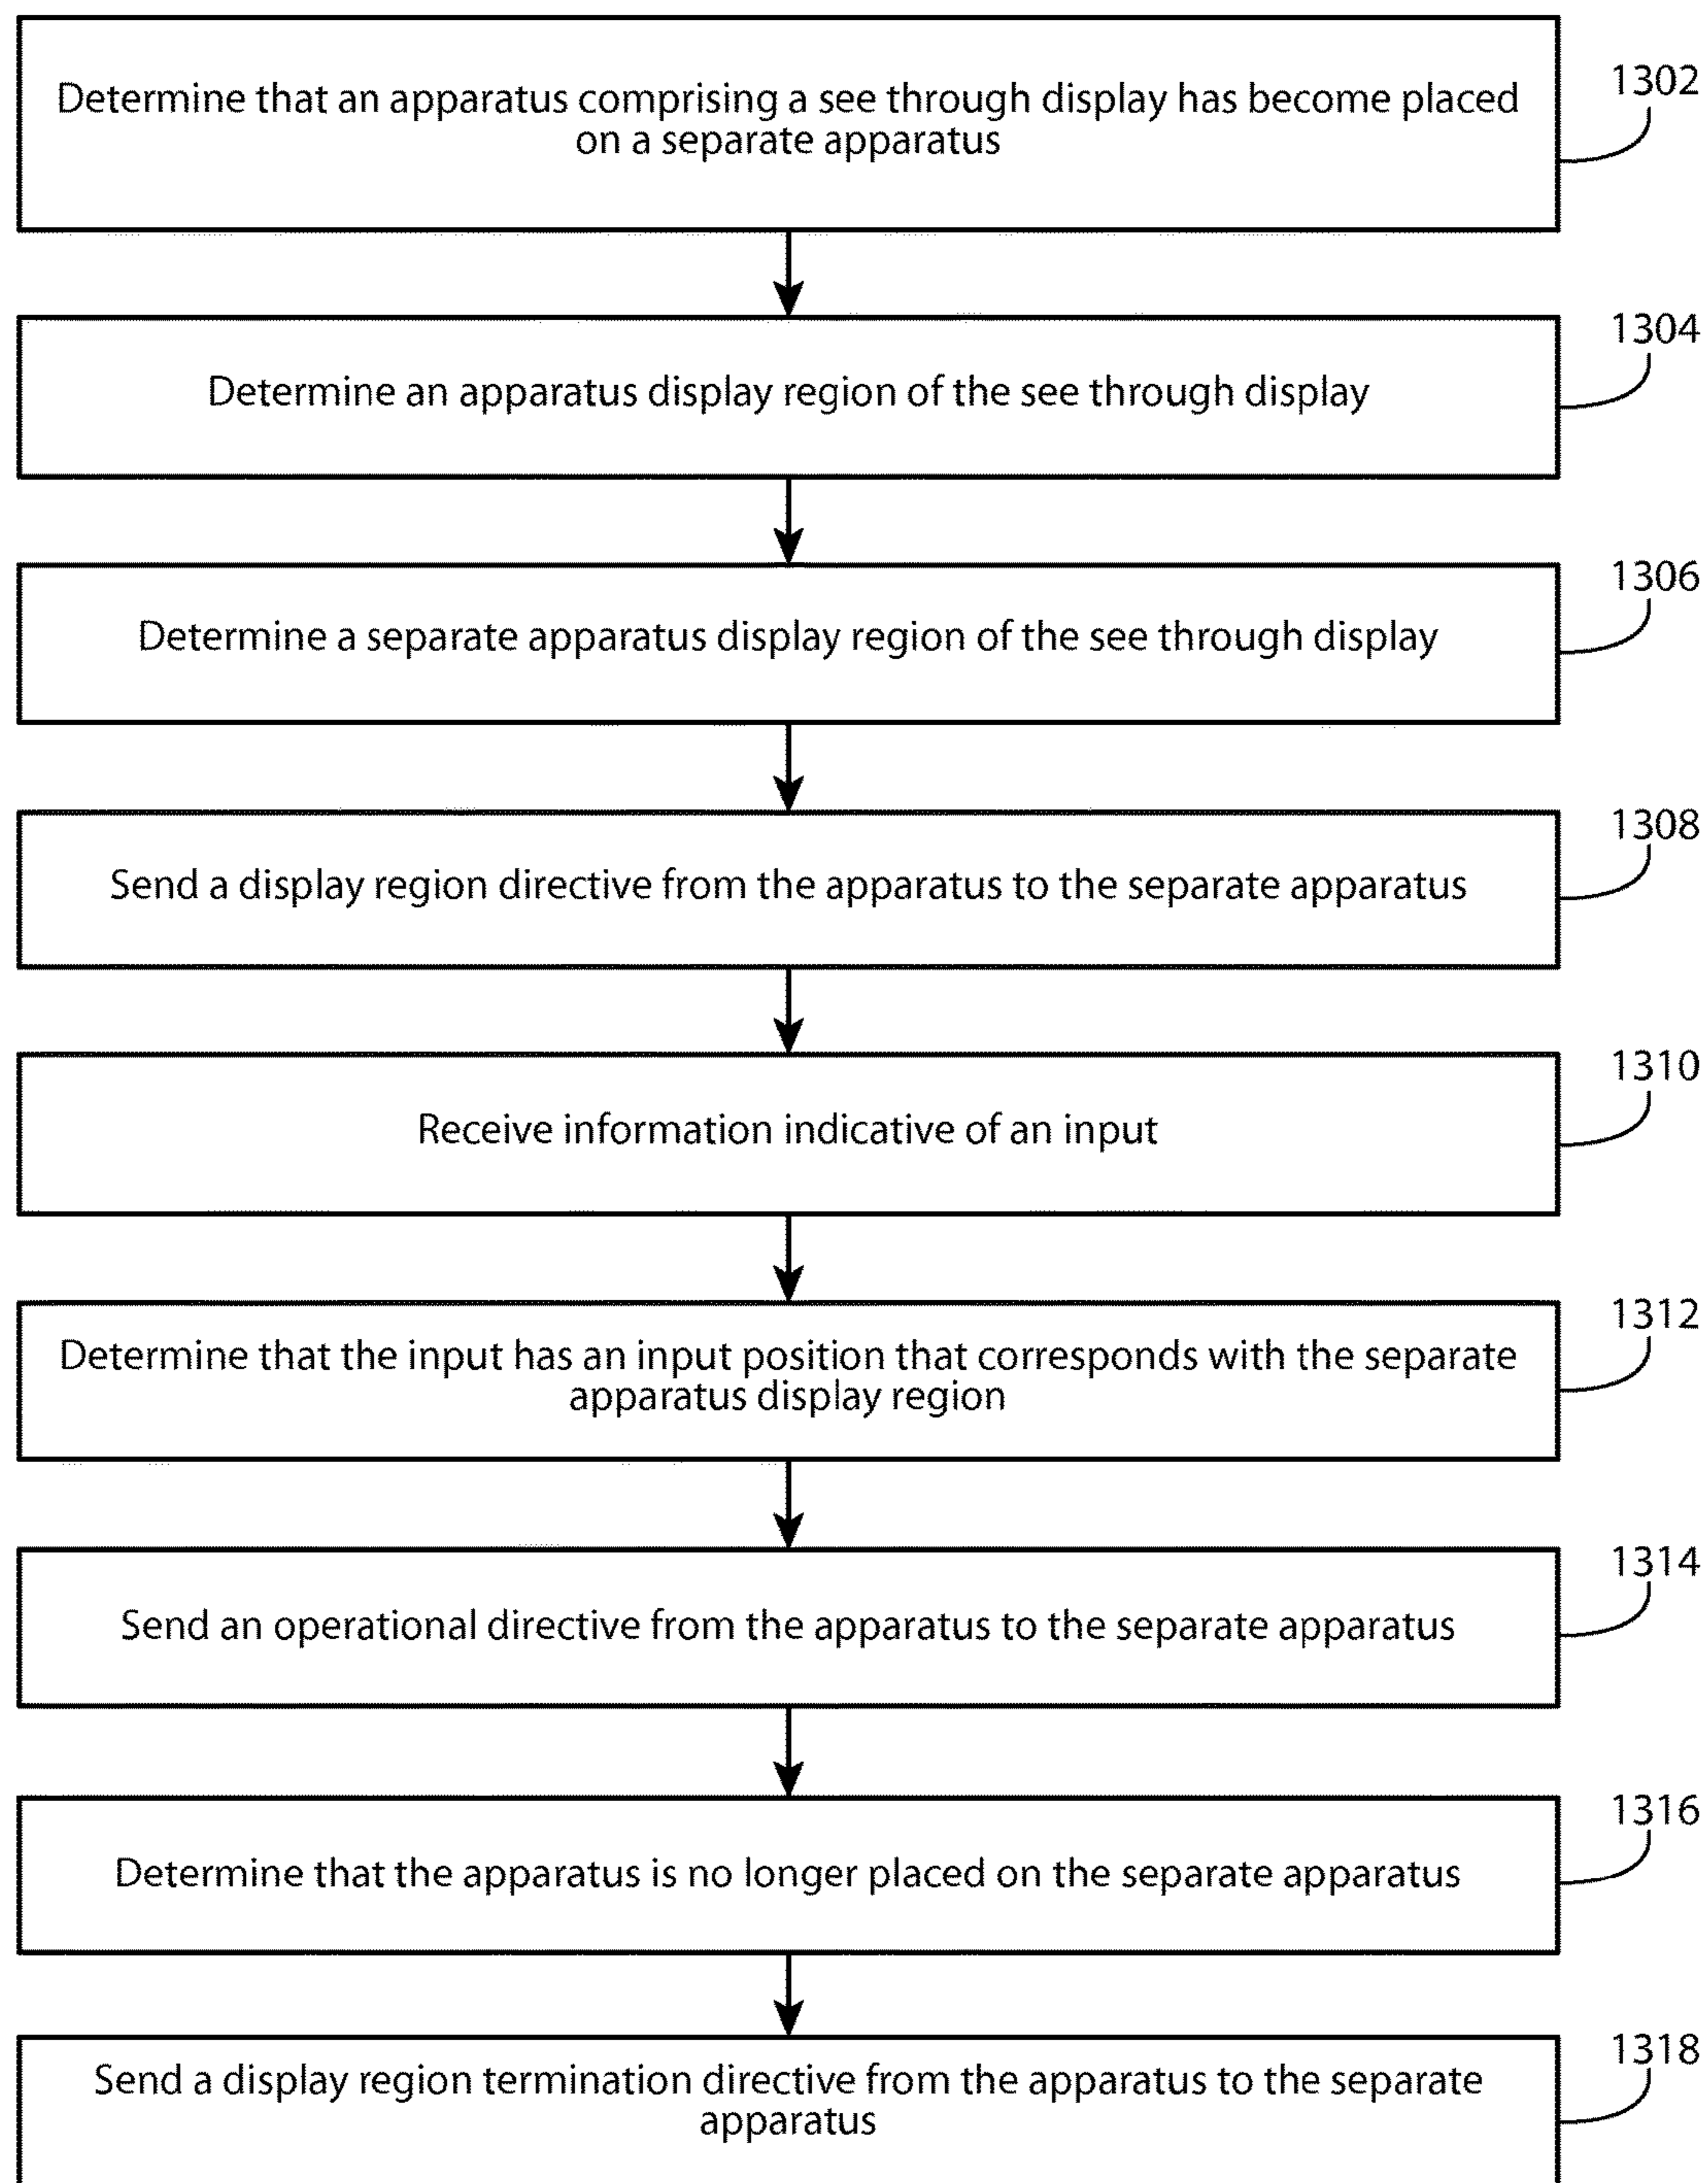 Determine that an apparatus comprising a see through display has become placed
on a separate apparatus
1302
Determine an apparatus display region of the see through display
1304
Determine a separate apparatus display region of the see through display
1306
Send a display region directive from the apparatus to the separate apparatus
1308
Receive information indicative of an input
1310
Determine that the input has an input position that corresponds with the separate
apparatus display region
1312
Send an operational directive from the apparatus to the separate apparatus
1314
Determine that the apparatus is no longer placed on the separate apparatus
1316
Send a display region termination directive from the apparatus to the separate
apparatus
1318